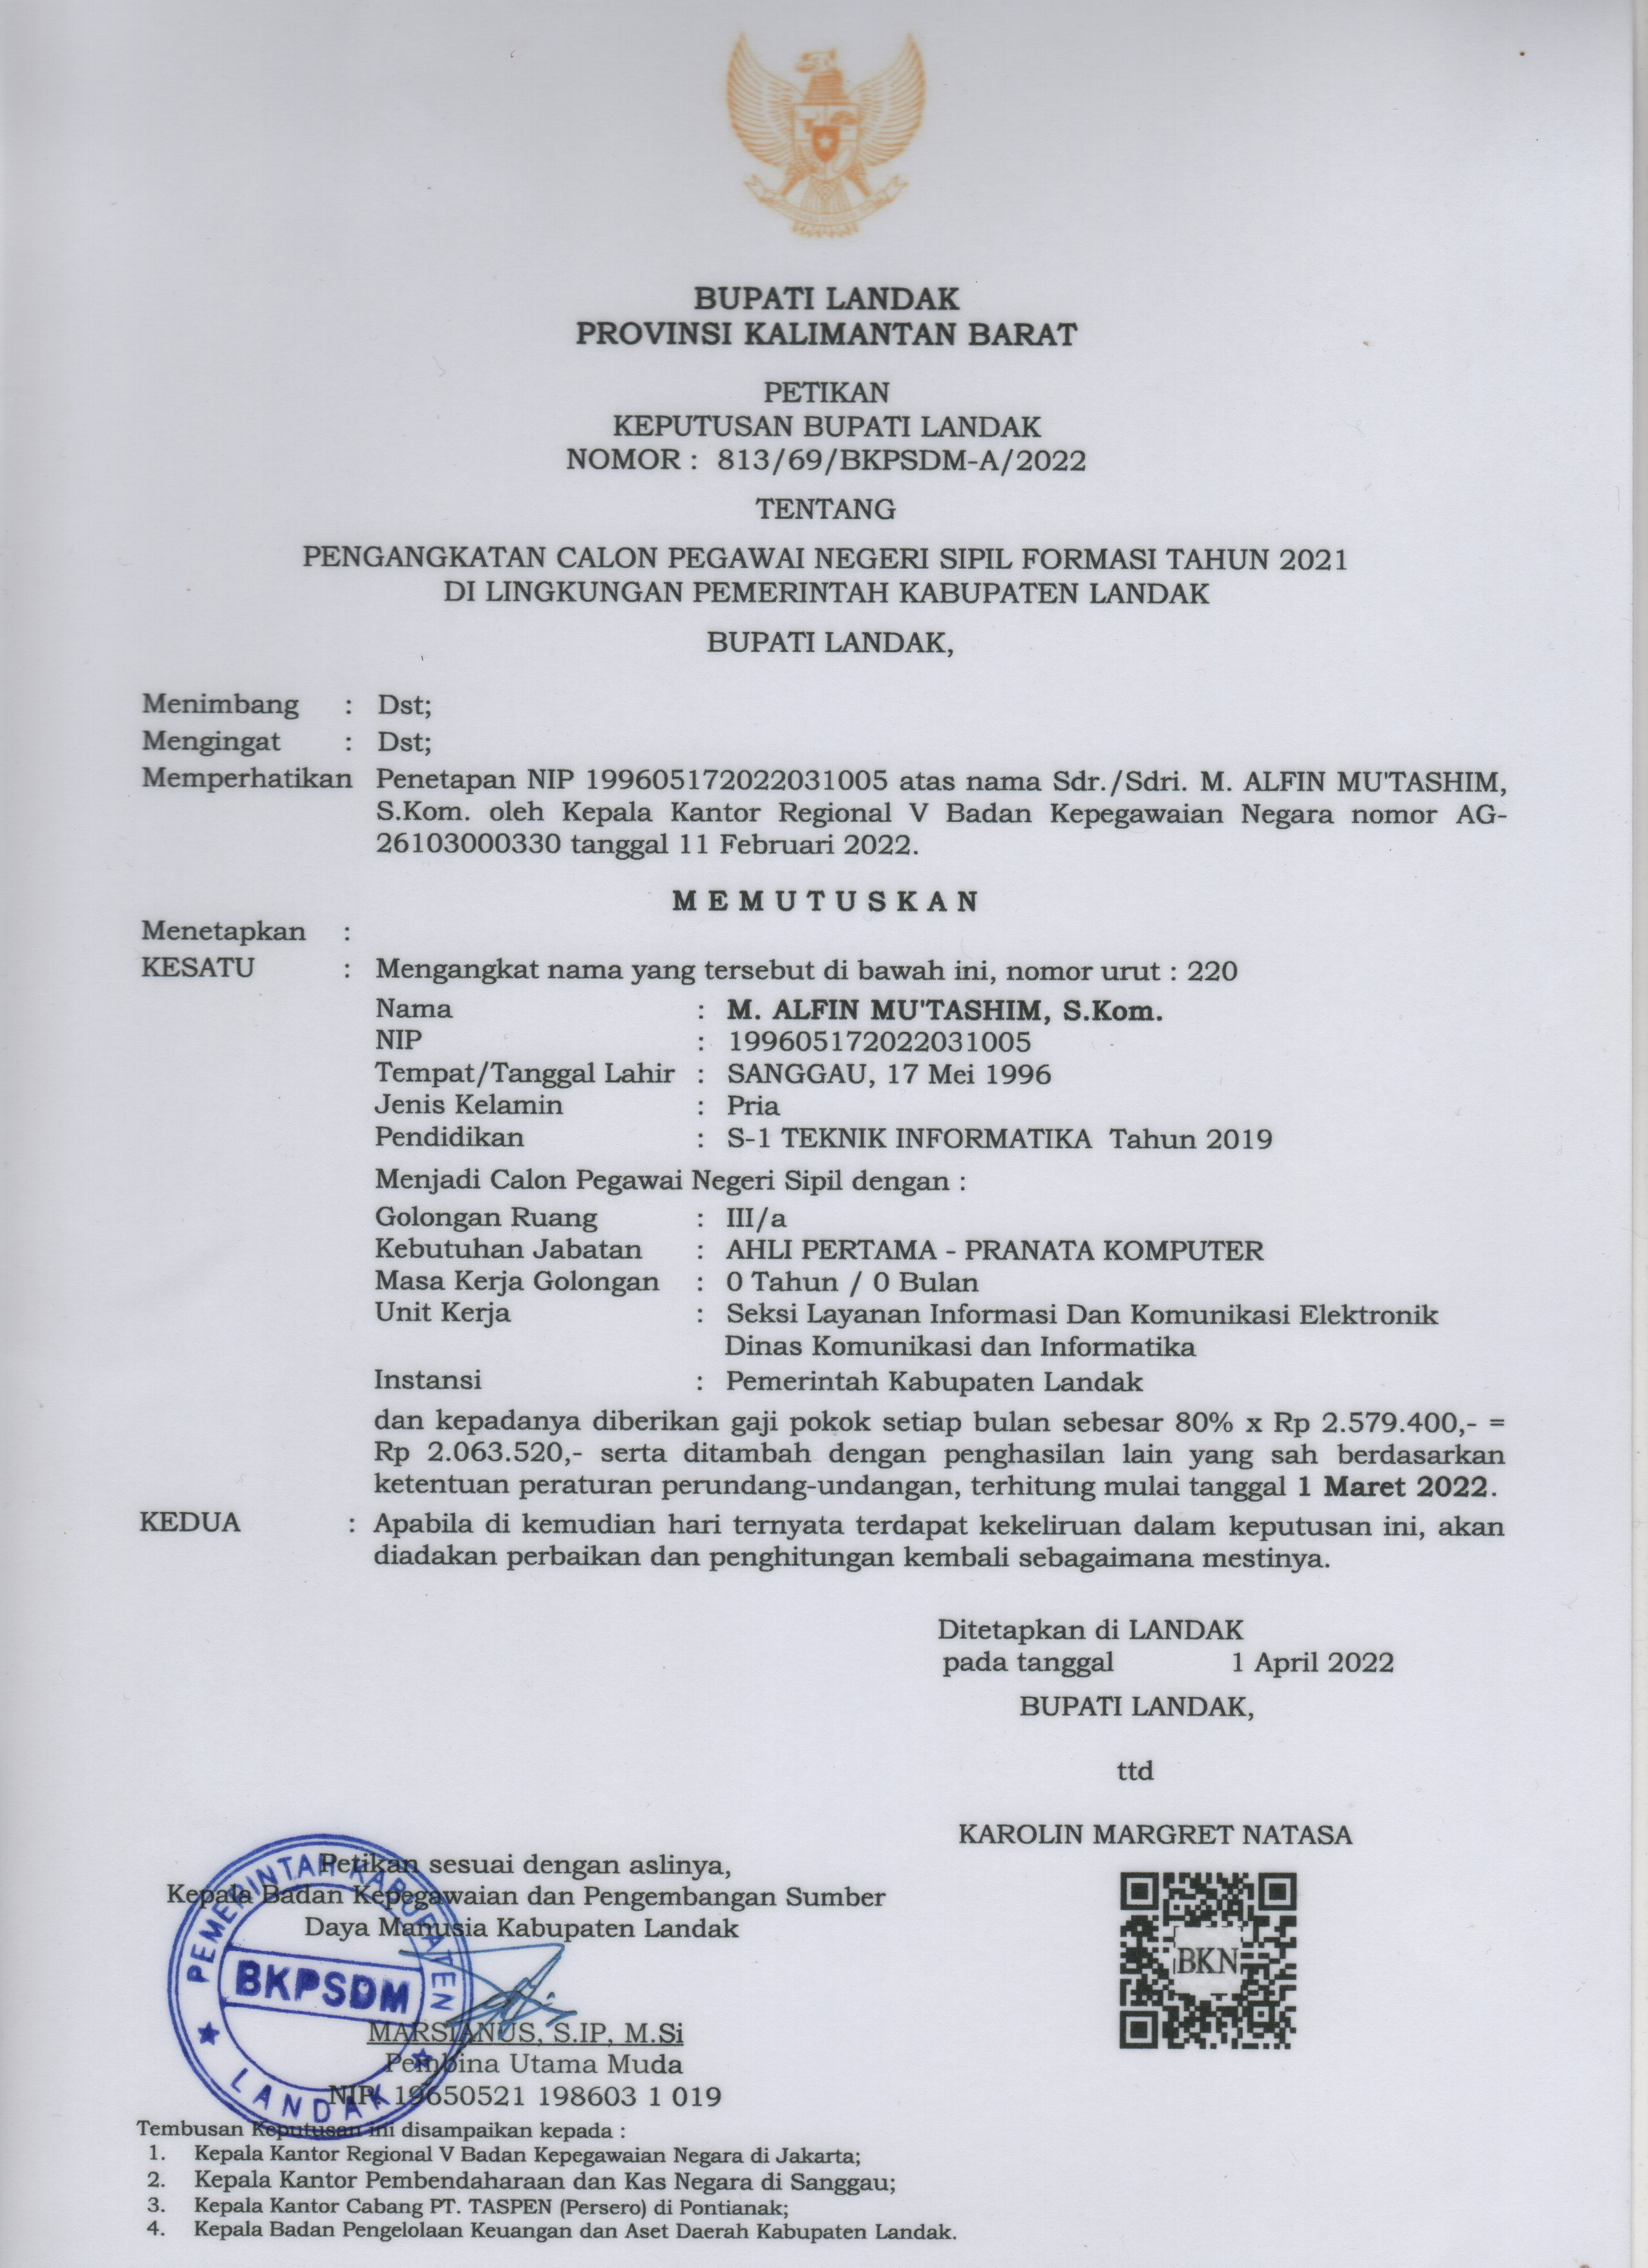 BUPATI LANDAK
PROVINSI KALIMANTAN BARAT
PETIKAN
KEPUTUSAN BUPATI LANDAK
NOMOR : 813/69/BKPSDM-A/2022
TENTANG
PENGANGKATAN CALON PEGAWAI NEGERI SIPIL FORMASI TAHUN 2021
DI LINGKUNGAN PEMERINTAH KABUPATEN LANDAK
BUPATI LANDAK,
Menimbang : Dst;
Mengingat : Dst;
Memperhatikan Penetapan NIP 199605172022031005 atas nama Sdr./Sdri. M. ALFIN MU'TASHIM,
S.Kom. oleh Kepala Kantor Regional V Badan Kepegawaian Negara nomor AG-
26103000330 tanggal 11 Februari 2022.
M E M U T U S K A N
Menetapkan :
KESATU : Mengangkat nama yang tersebut di bawah ini, nomor urut : 220
Nama : M. ALFIN MU'TASHIM, S.Kom.
NIP : 199605172022031005
Tempat/Tanggal Lahir : SANGGAU, 17 Mei 1996
Jenis Kelamin : Pria
Pendidikan : S-1 TEKNIK INFORMATIKA Tahun 2019
Menjadi Calon Pegawai Negeri Sipil dengan :
Golongan Ruang : III/a
Kebutuhan Jabatan : AHLI PERTAMA - PRANATA KOMPUTER
Masa Kerja Golongan : 0 Tahun / 0 Bulan
Unit Kerja : Seksi Layanan Informasi Dan Komunikasi Elektronik
Dinas Komunikasi dan Informatika
Instansi : Pemerintah Kabupaten Landak
dan kepadanya diberikan gaji pokok setiap bulan sebesar 80% x Rp 2.579.400,- =
Rp 2.063.520,- serta ditambah dengan penghasilan lain yang sah berdasarkan
ketentuan peraturan perundang-undangan, terhitung mulai tanggal 1 Maret 2022.
KEDUA : Apabila di kemudian hari ternyata terdapat kekeliruan dalam keputusan ini, akan
diadakan perbaikan dan penghitungan kembali sebagaimana mestinya.
Ditetapkan di LANDAK
pada tanggal 1 April 2022
BUPATI LANDAK,
ttd
KAROLIN MARGRET NATASA
BKN
Petikan sesuai dengan aslinya,
Kepala Badan Kepegawaian dan Pengembangan Sumber
Daya Manusia Kabupaten Landak
PEMERINTAH KABUPATEN
BKPSDM
LANDAK
MARSIANUS, S.IP, M.Si
Pembina Utama Muda
NIP. 19650521 198603 1 019
Tembusan Keputusan ini disampaikan kepada :
1. Kepala Kantor Regional V Badan Kepegawaian Negara di Jakarta;
2. Kepala Kantor Pembendaharaan dan Kas Negara di Sanggau;
3. Kepala Kantor Cabang PT. TASPEN (Persero) di Pontianak;
4. Kepala Badan Pengelolaan Keuangan dan Aset Daerah Kabupaten Landak.